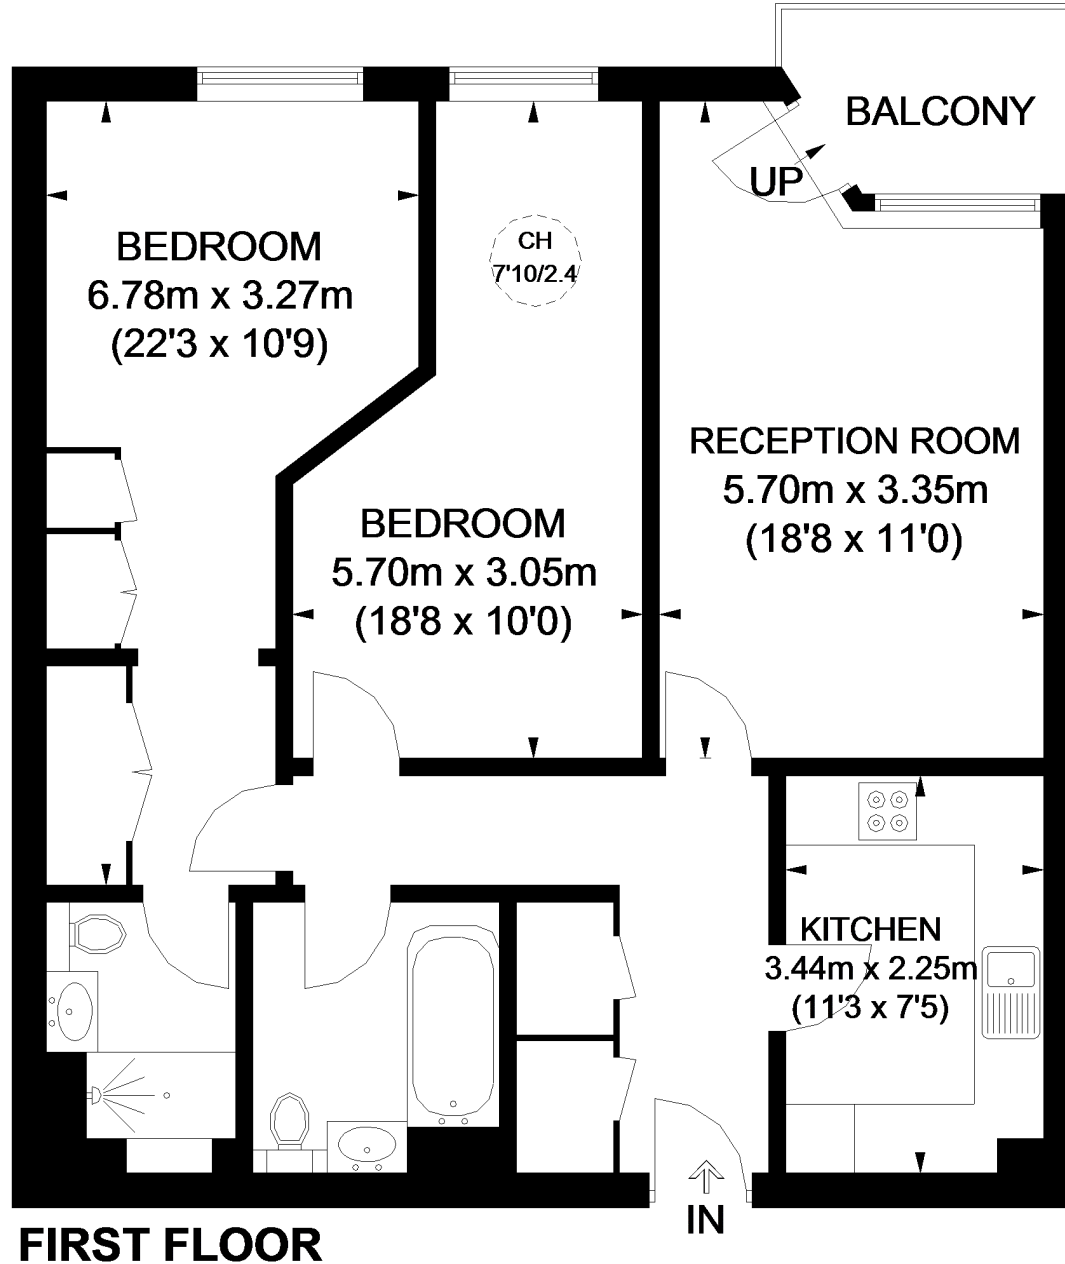 BALCONY
UP
BEDROOM
6.78m x 3.27m
(22'3 x 10'9)
CH
7'10/2.4
RECEPTION ROOM
5.70m x 3.35m
(18'8 x 11'0)
BEDROOM
5.70m x 3.05m
(18'8 x 10'0)
KITCHEN
3.44m x 2.25m
(11'3 x 7'5)
IN
FIRST FLOOR